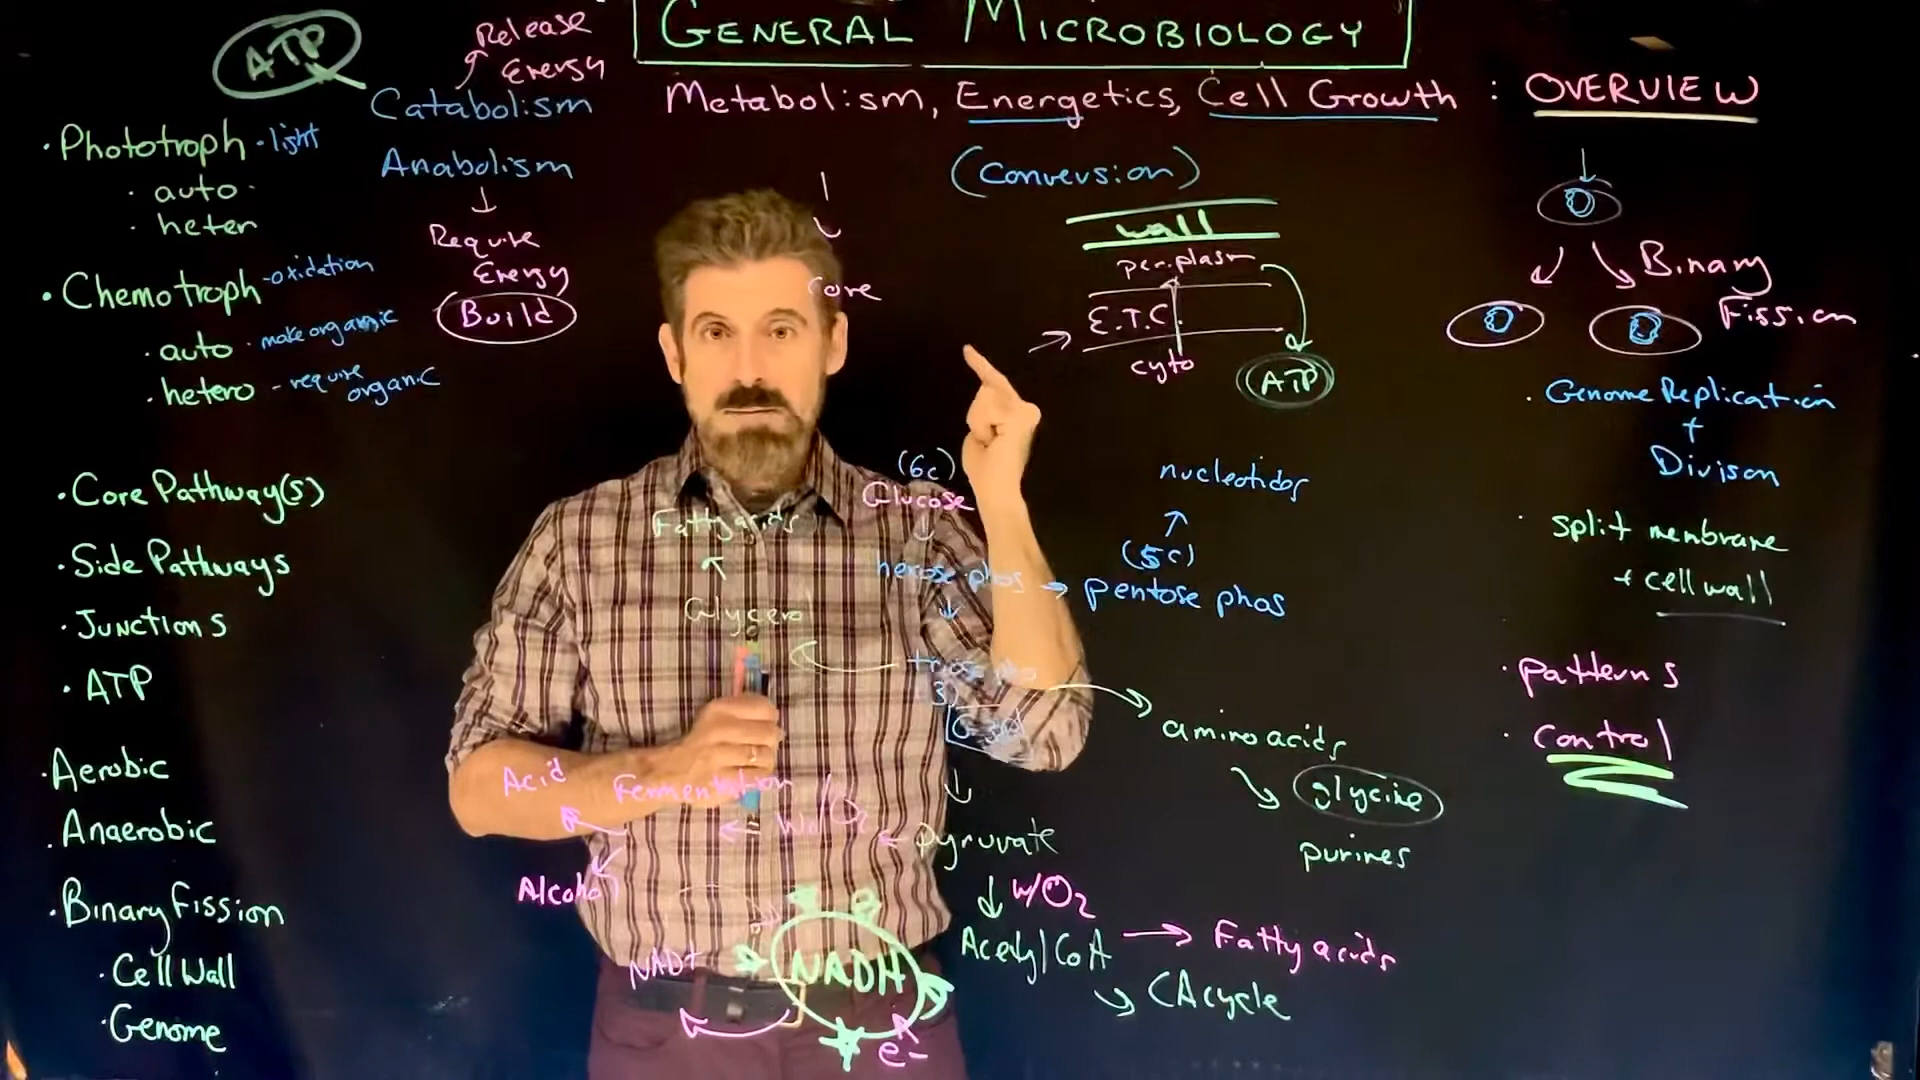 GENERAL MICROBIOLOGY
Metabolism, Energetics, Cell Growth : OVERVIEW
(Conversion)
ATP
Release
Energy
Catabolism
Anabolism
Require
Energy
Build
• Phototroph • light
• auto
• heter
• Chemotroph - oxidation
• auto • make organic
• hetero - require
organic
• Core Pathway(s)
• Side Pathways
• Junctions
• ATP
• Aerobic
• Anaerobic
• Binary Fission
• Cell Wall
• Genome
Core
wall
periplasm
E.T.C.
cyto
ATP
(6c)
Glucose
hexose phos → pentose phos
(5c)
nucleotides
Fatty acids
Glycero
amino acids
glycine
purines
Acid
Fermentation
Alcohol
Pyruvate
w/O2
Acetyl CoA → Fatty acids
CA cycle
NAD+
NADH
e-
Binary
Fission
• Genome Replication
+
Divison
• split membrane
+ cell wall
• patterns
• control